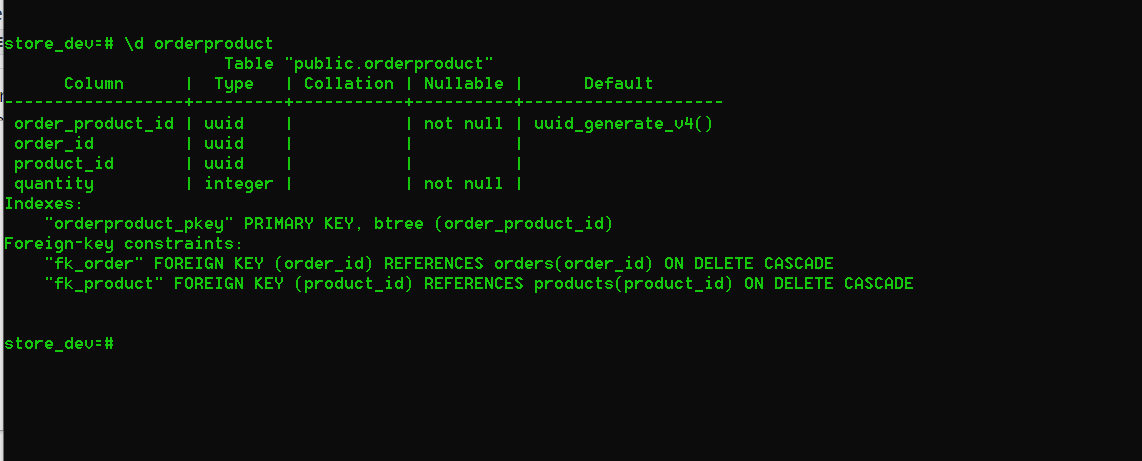 store_dev=# \d orderproduct
                      Table "public.orderproduct"
      Column      |  Type   | Collation | Nullable |      Default
------------------+---------+-----------+----------+--------------------
 order_product_id | uuid    |           | not null | uuid_generate_v4()
 order_id         | uuid    |           |          |
 product_id       | uuid    |           |          |
 quantity         | integer |           | not null |
Indexes:
    "orderproduct_pkey" PRIMARY KEY, btree (order_product_id)
Foreign-key constraints:
    "fk_order" FOREIGN KEY (order_id) REFERENCES orders(order_id) ON DELETE CASCADE
    "fk_product" FOREIGN KEY (product_id) REFERENCES products(product_id) ON DELETE CASCADE
store_dev=#